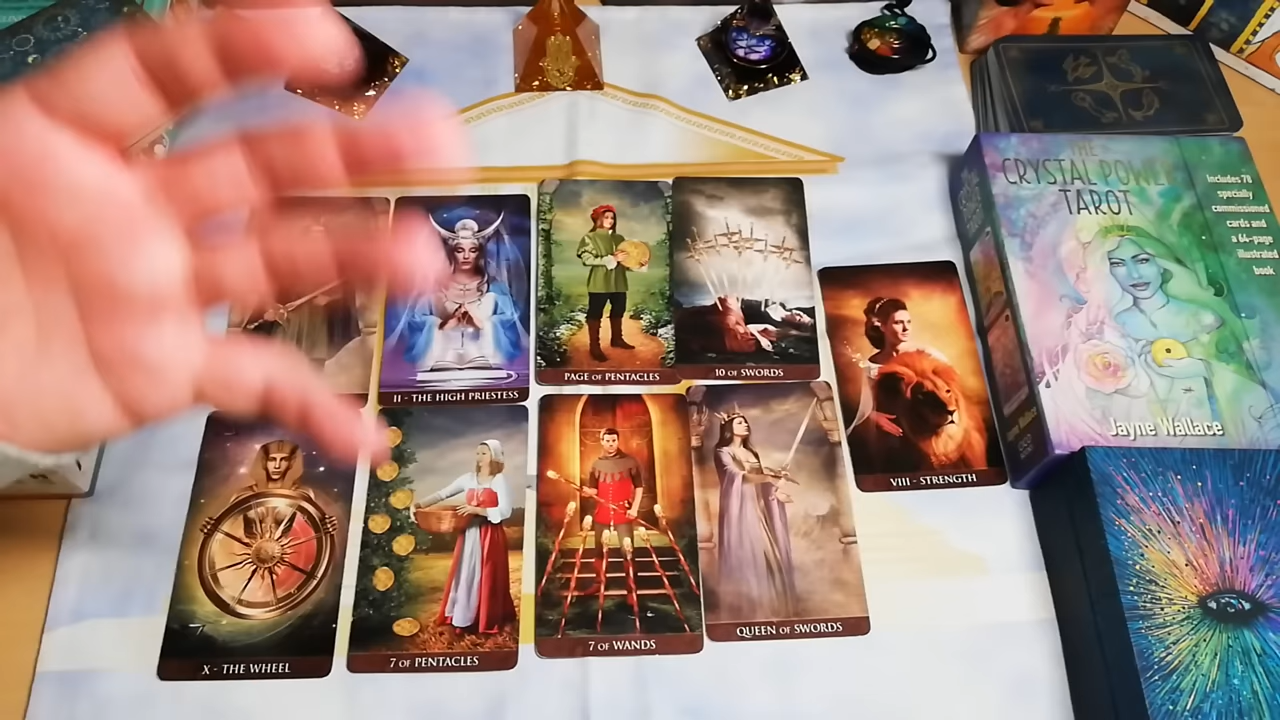 II - THE HIGH PRIESTESS
PAGE OF PENTACLES
10 OF SWORDS
VIII - STRENGTH
X - THE WHEEL
7 OF PENTACLES
7 OF WANDS
QUEEN OF SWORDS
THE
CRYSTAL POWER
TAROT
Includes 78
specially
commissioned
cards and
a 64-page
illustrated
book
Jayne Wallace